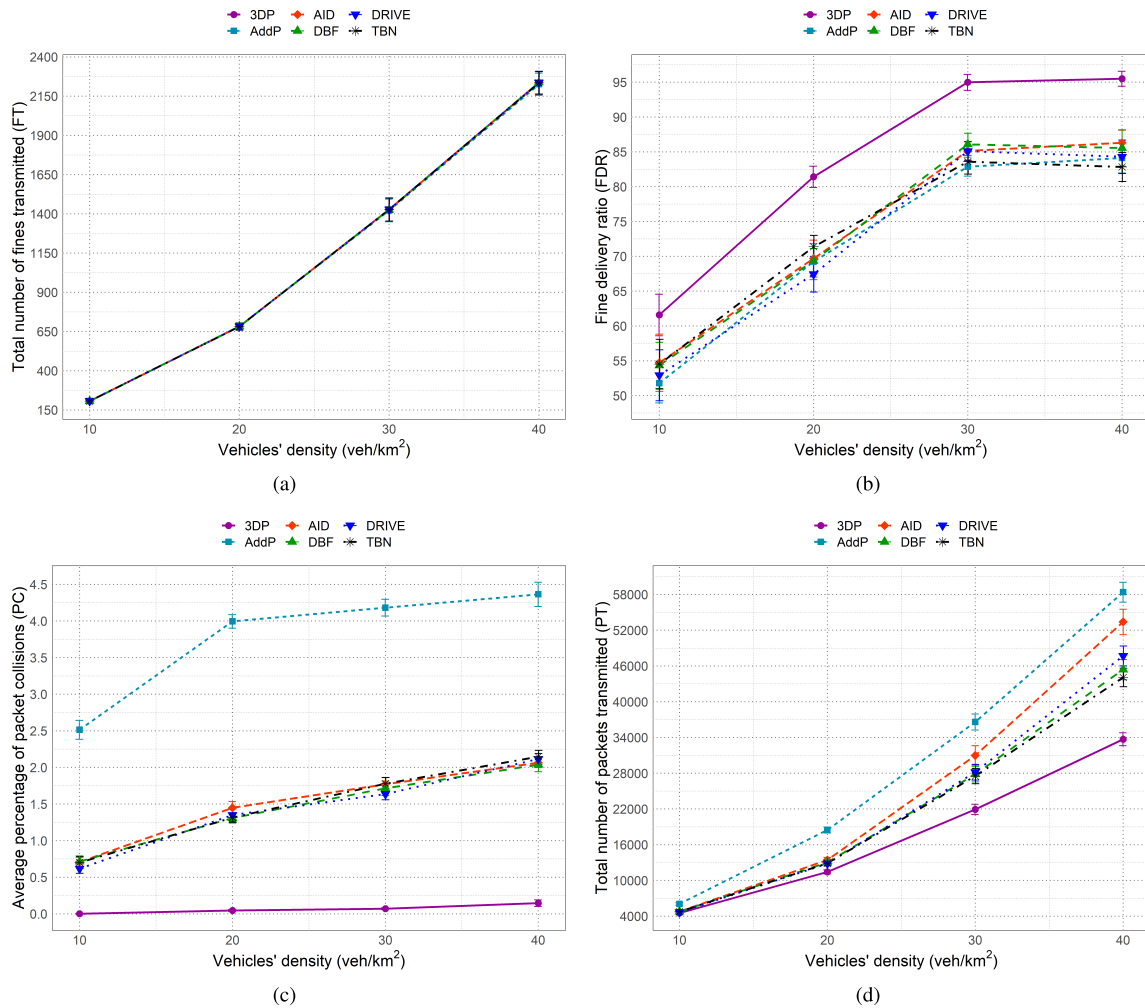 3DP AID DRIVE
AddP DBF TBN
Total number of fines transmitted (FT)
2400
2150
1900
1650
1400
1150
900
650
400
150
10 20 30 40
Vehicles' density (veh/km²)
(a)
3DP AID DRIVE
AddP DBF TBN
Fine delivery ratio (FDR)
95
90
85
80
75
70
65
60
55
50
10 20 30 40
Vehicles' density (veh/km²)
(b)
3DP AID DRIVE
AddP DBF TBN
Average percentage of packet collisions (PC)
4.5
4.0
3.5
3.0
2.5
2.0
1.5
1.0
0.5
0.0
10 20 30 40
Vehicles' density (veh/km²)
(c)
3DP AID DRIVE
AddP DBF TBN
Total number of packets transmitted (PT)
58000
52000
46000
40000
34000
28000
22000
16000
10000
4000
10 20 30 40
Vehicles' density (veh/km²)
(d)